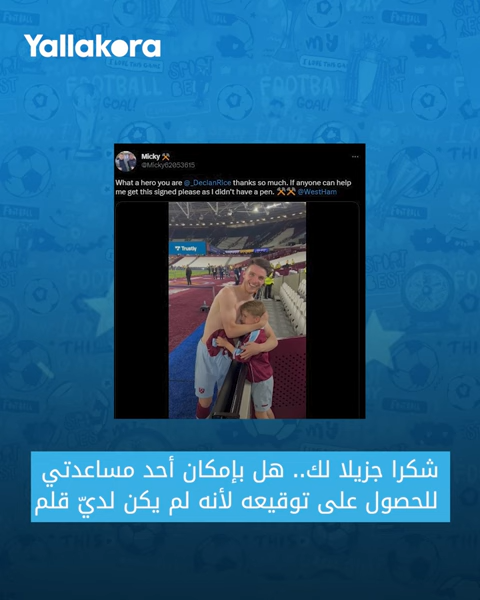 Yallakora
Micky ⚒
@Micky62053615
What a hero you are @_DeclanRice thanks so much. If anyone can help
me get this signed please as I didn't have a pen. ⚒⚒ @WestHam
Trustly
شكرا جزيلا لك.. هل بإمكان أحد مساعدتي
للحصول على توقيعه لأنه لم يكن لديّ قلم